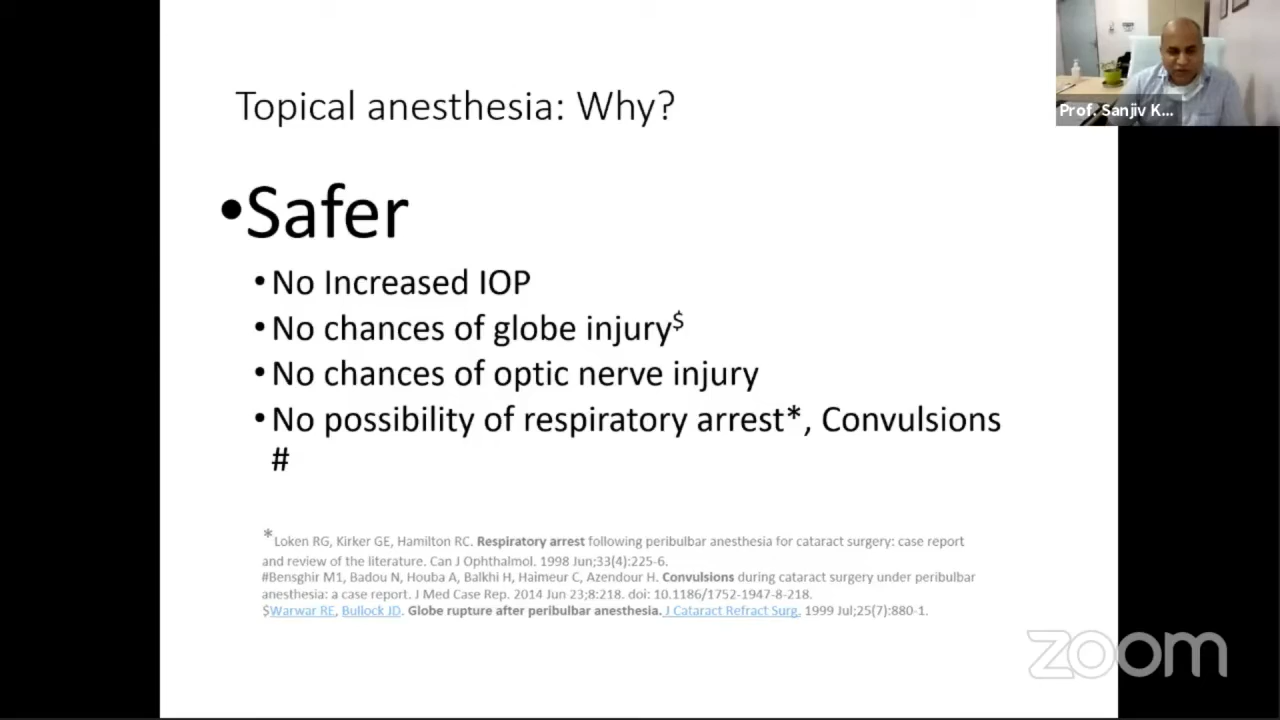 Topical anesthesia: Why?
•Safer
•No Increased IOP
•No chances of globe injury$
•No chances of optic nerve injury
•No possibility of respiratory arrest*, Convulsions
#
*Loken RG, Kirker GE, Hamilton RC. Respiratory arrest following peribulbar anesthesia for cataract surgery: case report
and review of the literature. Can J Ophthalmol. 1998 Jun;33(4):225-6.
#Bensghir M1, Badou N, Houba A, Balkhi H, Haimeur C, Azendour H. Convulsions during cataract surgery under peribulbar
anesthesia: a case report. J Med Case Rep. 2014 Jun 23;8:218. doi: 10.1186/1752-1947-8-218.
$Warwar RE, Bullock JD. Globe rupture after peribulbar anesthesia. J Cataract Refract Surg. 1999 Jul;25(7):880-1.
Prof. Sanjiv K...
zoom